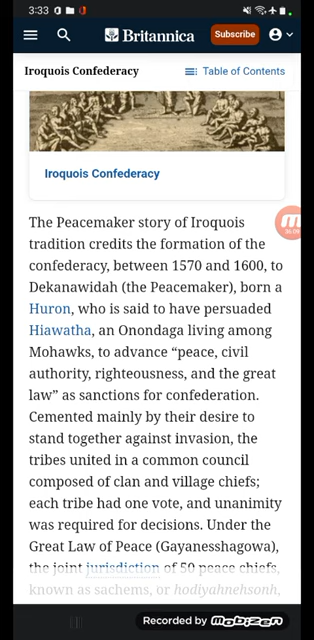 3:33
Britannica
Subscribe
Iroquois Confederacy
Table of Contents
Iroquois Confederacy
The Peacemaker story of Iroquois
tradition credits the formation of the
confederacy, between 1570 and 1600, to
Dekanawidah (the Peacemaker), born a
Huron, who is said to have persuaded
Hiawatha, an Onondaga living among
Mohawks, to advance “peace, civil
authority, righteousness, and the great
law” as sanctions for confederation.
Cemented mainly by their desire to
stand together against invasion, the
tribes united in a common council
composed of clan and village chiefs;
each tribe had one vote, and unanimity
was required for decisions. Under the
Great Law of Peace (Gayanesshagowa),
the joint jurisdiction of 50 peace chiefs,
known as sachems, or hodiyahnehsonh,
Recorded by mobizen